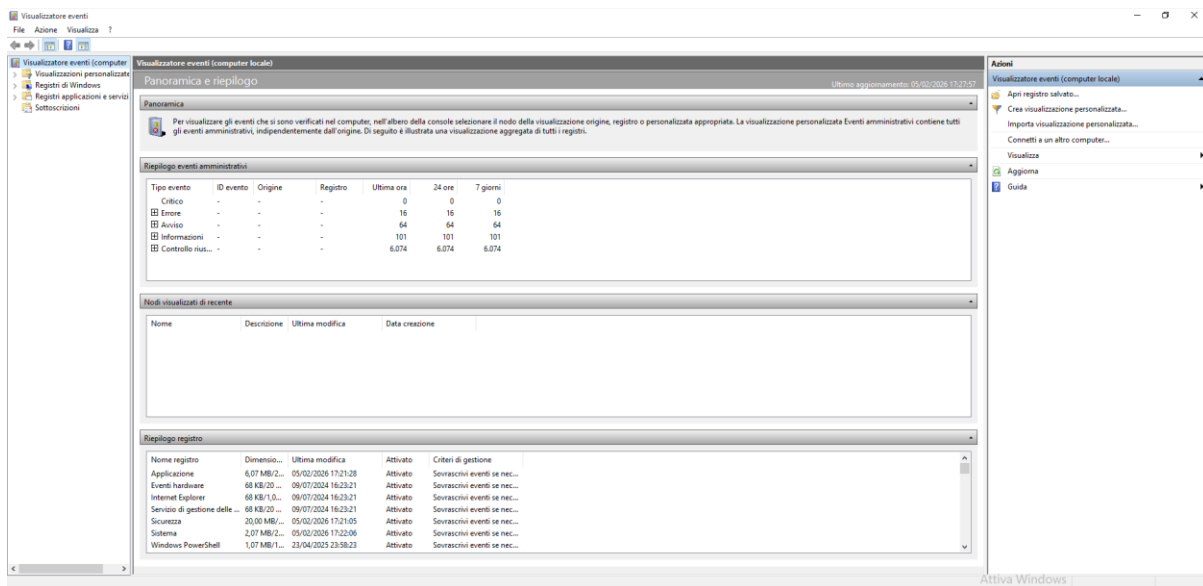 Visualizzatore eventi
File Azione Visualizza ?
Visualizzatore eventi (computer
Visualizzazioni personalizzate
Registri di Windows
Registri applicazioni e servizi
Sottoscrizioni
Visualizzatore eventi (computer locale)
Panoramica e riepilogo
Ultimo aggiornamento: 05/02/2026 17:27:57
Panoramica
Per visualizzare gli eventi che si sono verificati nel computer, nell'albero della console selezionare il nodo della visualizzazione origine, registro o personalizzata appropriata. La visualizzazione personalizzata Eventi amministrativi contiene tutti
gli eventi amministrativi, indipendentemente dall'origine. Di seguito è illustrata una visualizzazione aggregata di tutti i registri.
Riepilogo eventi amministrativi
Tipo evento ID evento Origine Registro Ultima ora 24 ore 7 giorni
Critico - - - 0 0 0
Errore - - - 16 16 16
Avviso - - - 64 64 64
Informazioni - - - 101 101 101
Controllo rius... - - - 6.074 6.074 6.074
Nodi visualizzati di recente
Nome Descrizione Ultima modifica Data creazione
Riepilogo registro
Nome registro Dimensio... Ultima modifica Attivato Criteri di gestione
Applicazione 6,07 MB/2... 05/02/2026 17:21:28 Attivato Sovrascrivi eventi se nec...
Eventi hardware 68 KB/20 ... 09/07/2024 16:23:21 Attivato Sovrascrivi eventi se nec...
Internet Explorer 68 KB/1,0... 09/07/2024 16:23:21 Attivato Sovrascrivi eventi se nec...
Servizio di gestione delle ... 68 KB/20 ... 09/07/2024 16:23:21 Attivato Sovrascrivi eventi se nec...
Sicurezza 20,00 MB/... 05/02/2026 17:21:05 Attivato Sovrascrivi eventi se nec...
Sistema 2,07 MB/2... 05/02/2026 17:22:06 Attivato Sovrascrivi eventi se nec...
Windows PowerShell 1,07 MB/1... 23/04/2025 23:58:23 Attivato Sovrascrivi eventi se nec...
Azioni
Visualizzatore eventi (computer locale)
Apri registro salvato...
Crea visualizzazione personalizzata...
Importa visualizzazione personalizzata...
Connetti a un altro computer...
Visualizza
Aggiorna
Guida
Attiva Windows